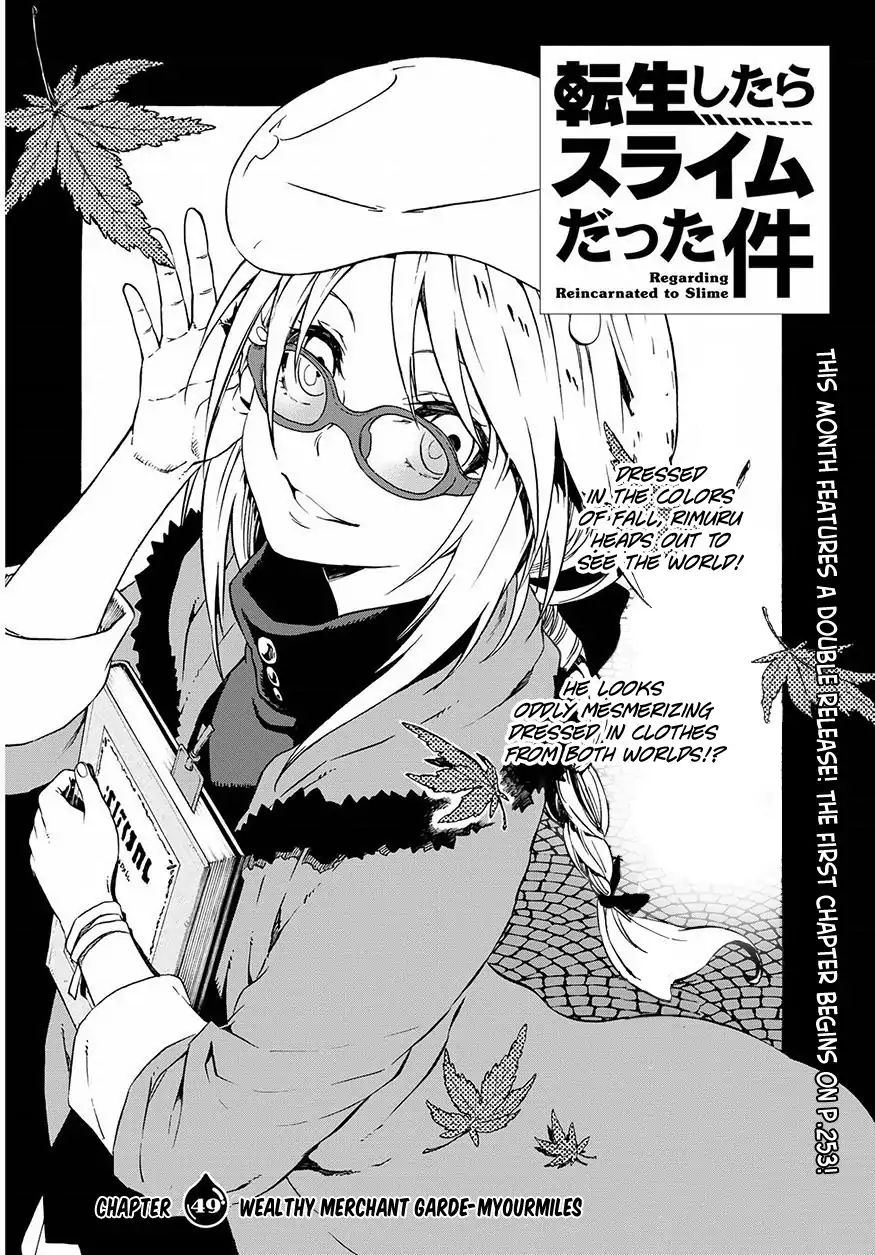 転生したら
スライム
だった件
Regarding
Reincarnated to Slime
THIS MONTH FEATURES A DOUBLE RELEASE! THE FIRST CHAPTER BEGINS ON P.253!
DRESSED
IN THE COLORS
OF FALL, RIMURU
HEADS OUT TO
SEE THE WORLD!
HE LOOKS
ODDLY MESMERIZING
DRESSED IN CLOTHES
FROM BOTH WORLDS!?
CHAPTER 49 WEALTHY MERCHANT GARDE-MYOURMILES